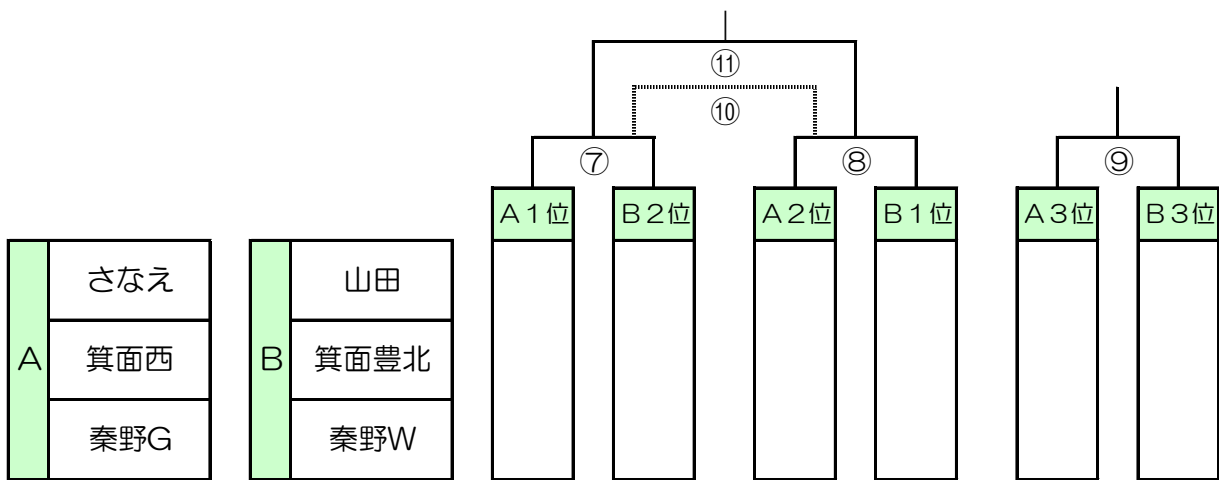 ⑪
⑩
⑦
⑧
⑨
A1位
B2位
A2位
B1位
A3位
B3位
A
さなえ
箕面西
秦野G
B
山田
箕面豊北
秦野W